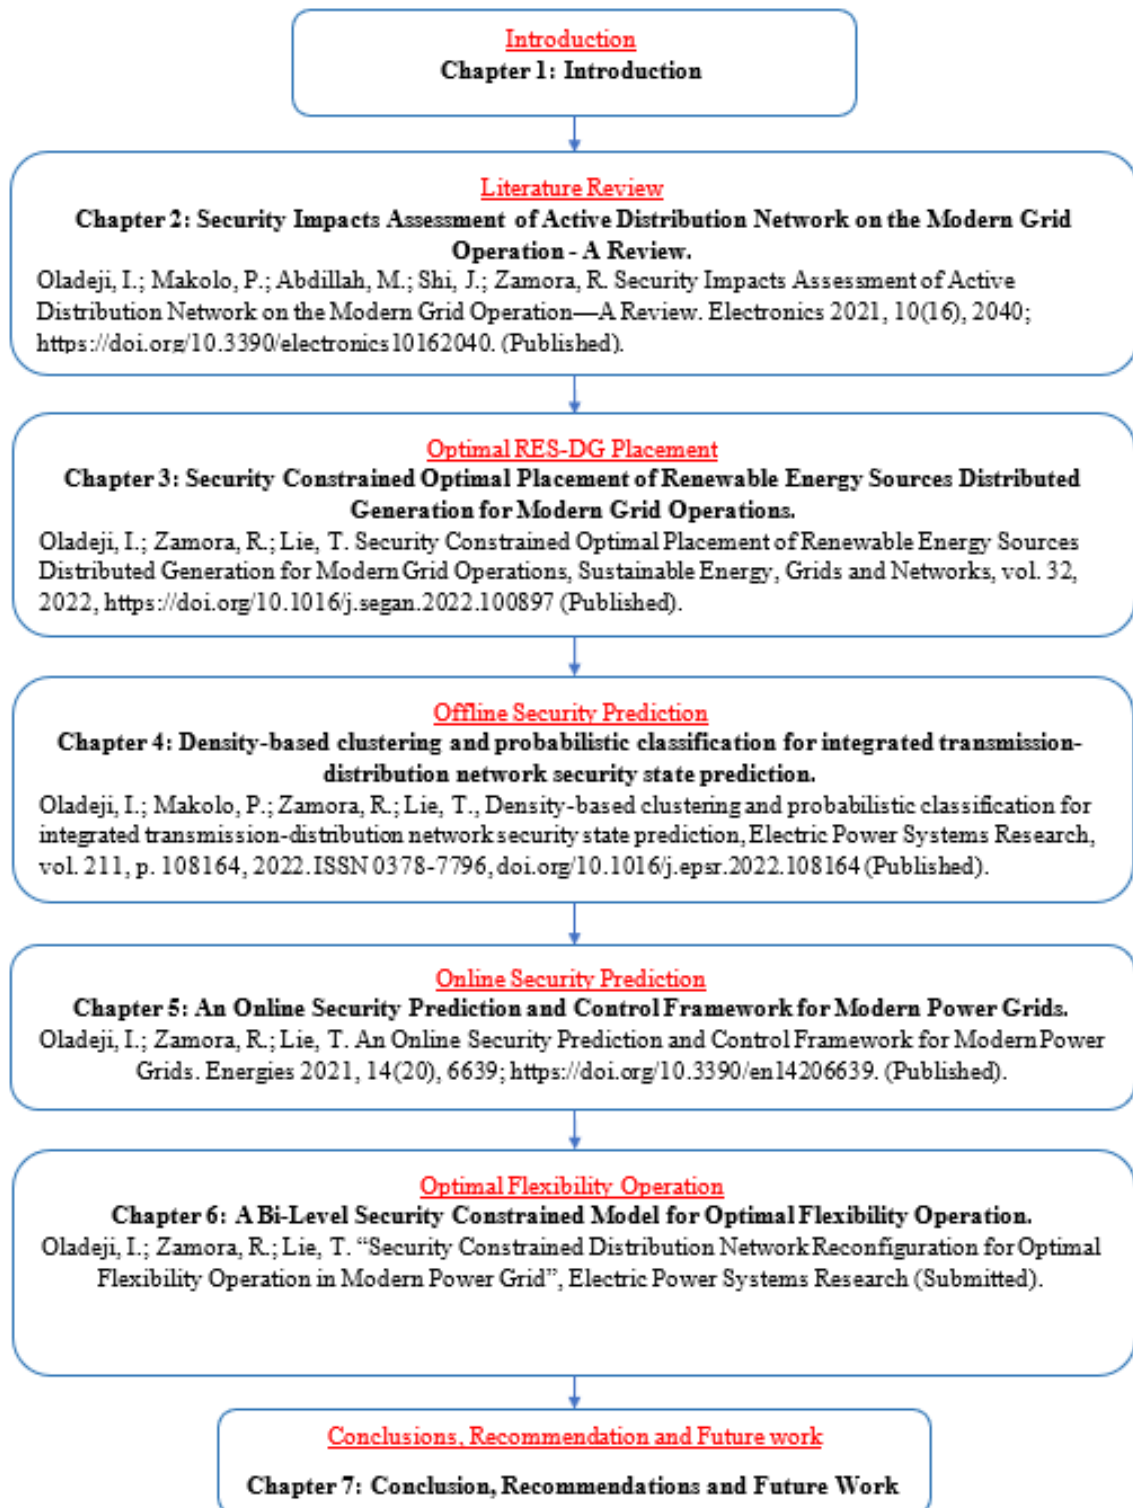 Introduction
Chapter 1: Introduction
Literature Review
Chapter 2: Security Impacts Assessment of Active Distribution Network on the Modern Grid
Operation - A Review.
Oladeji, I.; Makolo, P.; Abdillah, M.; Shi, J.; Zamora, R. Security Impacts Assessment of Active
Distribution Network on the Modern Grid Operation—A Review. Electronics 2021, 10(16), 2040;
https://doi.org/10.3390/electronics10162040. (Published).
Optimal RES-DG Placement
Chapter 3: Security Constrained Optimal Placement of Renewable Energy Sources Distributed
Generation for Modern Grid Operations.
Oladeji, I.; Zamora, R.; Lie, T. Security Constrained Optimal Placement of Renewable Energy Sources
Distributed Generation for Modern Grid Operations, Sustainable Energy, Grids and Networks, vol. 32,
2022, https://doi.org/10.1016/j.segan.2022.100897 (Published).
Offline Security Prediction
Chapter 4: Density-based clustering and probabilistic classification for integrated transmission-
distribution network security state prediction.
Oladeji, I.; Makolo, P.; Zamora, R.; Lie, T., Density-based clustering and probabilistic classification for
integrated transmission-distribution network security state prediction, Electric Power Systems Research,
vol. 211, p. 108164, 2022. ISSN 0378-7796, doi.org/10.1016/j.epsr.2022.108164 (Published).
Online Security Prediction
Chapter 5: An Online Security Prediction and Control Framework for Modern Power Grids.
Oladeji, I.; Zamora, R.; Lie, T. An Online Security Prediction and Control Framework for Modern Power
Grids. Energies 2021, 14(20), 6639; https://doi.org/10.3390/en14206639. (Published).
Optimal Flexibility Operation
Chapter 6: A Bi-Level Security Constrained Model for Optimal Flexibility Operation.
Oladeji, I.; Zamora, R.; Lie, T. “Security Constrained Distribution Network Reconfiguration for Optimal
Flexibility Operation in Modern Power Grid”, Electric Power Systems Research (Submitted).
Conclusions, Recommendation and Future work
Chapter 7: Conclusion, Recommendations and Future Work